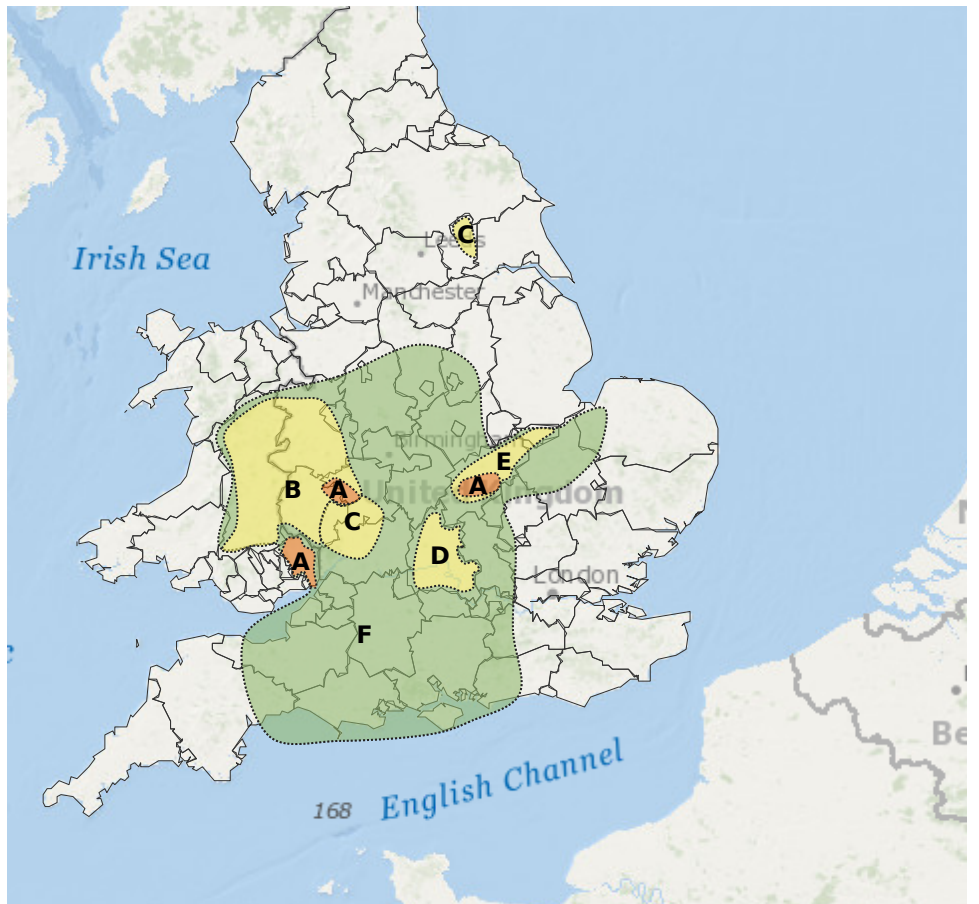 C
Leeds
Irish Sea
Manchester
Birmingham
E
B
A
A
United Kingdom
C
D
A
London
F
Be
English Channel
168